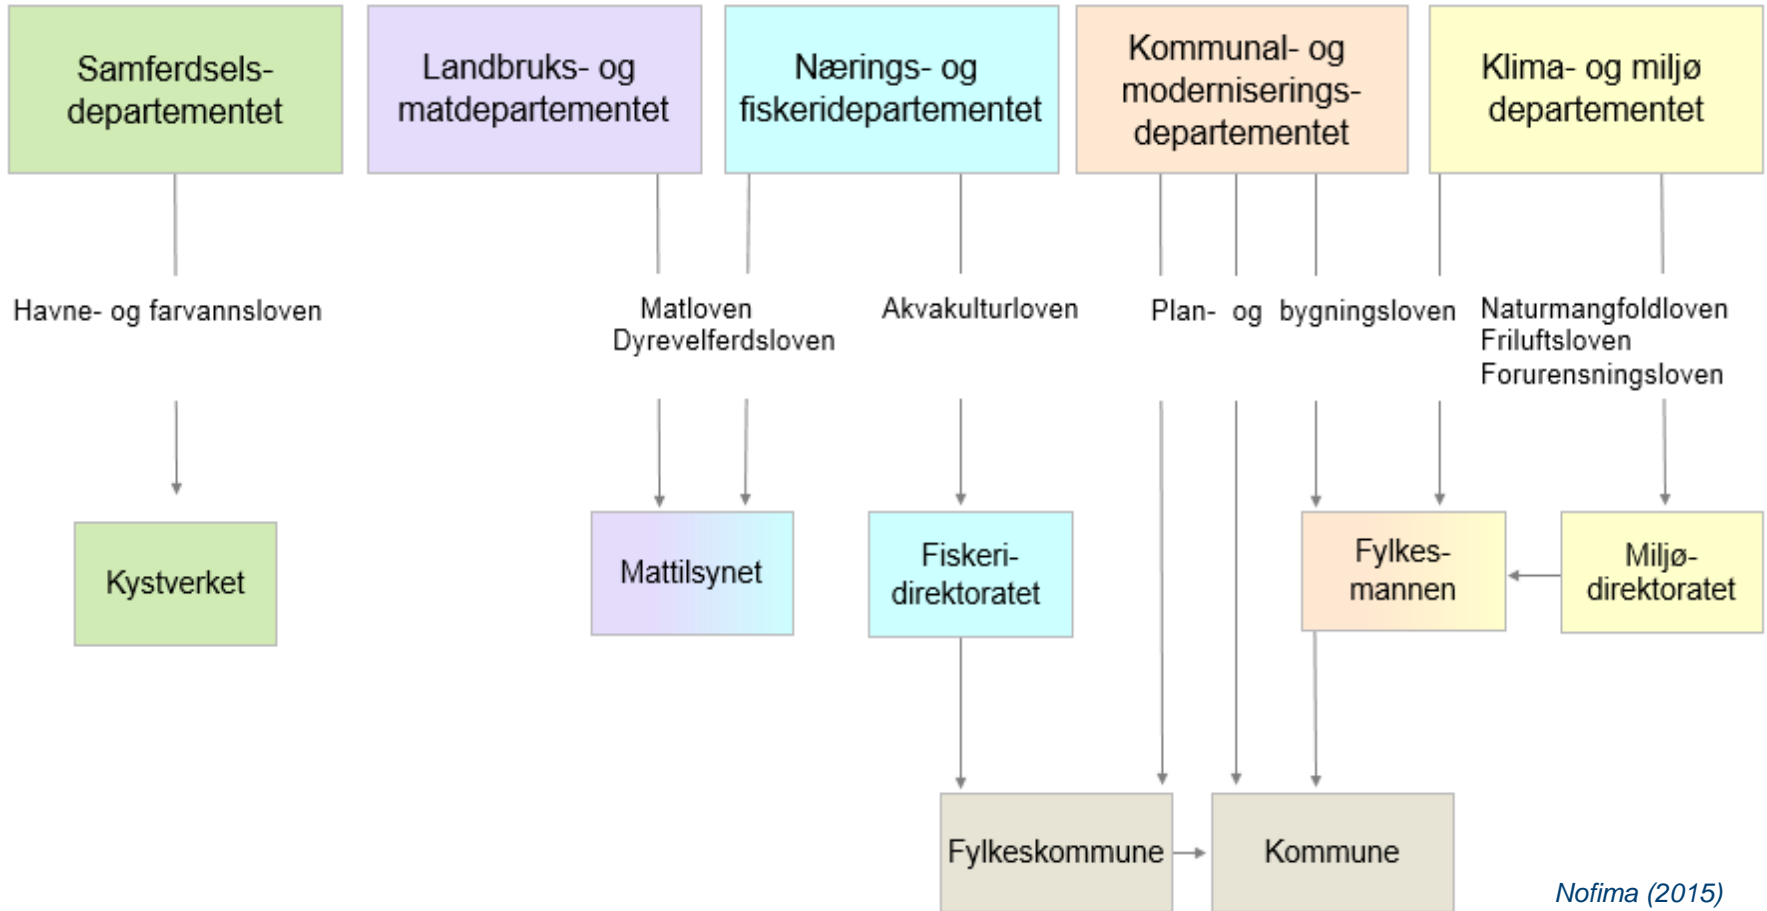 Samferdsels-
departementet
Landbruks- og
matdepartementet
Nærings- og
fiskeridepartementet
Kommunal- og
moderniserings-
departementet
Klima- og miljø
departementet
Havne- og farvannsloven
Matloven
Dyrevelferdsloven
Akvakulturloven
Plan- og bygningsloven
Naturmangfoldloven
Friluftsloven
Forurensningsloven
Kystverket
Mattilsynet
Fiskeri-
direktoratet
Fylkes-
mannen
Miljø-
direktoratet
Fylkeskommune
Kommune
Nofima (2015)